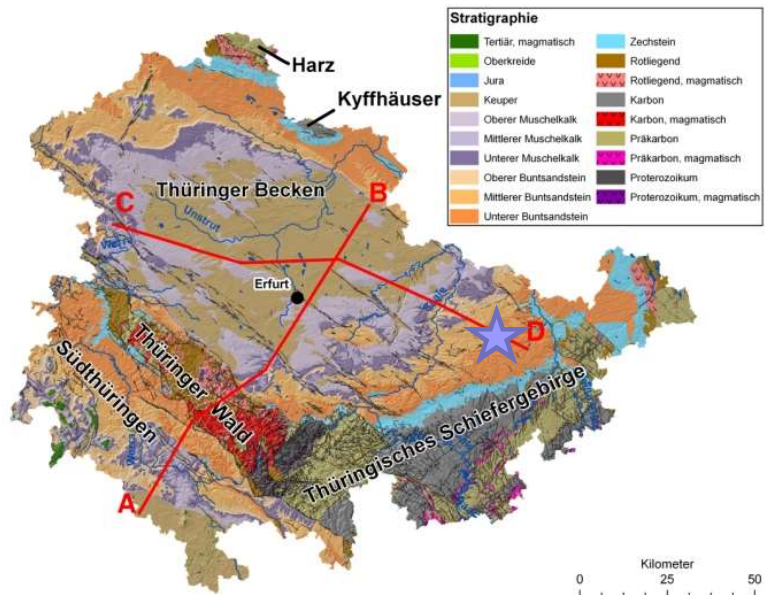 Stratigraphie
Tertiär, magmatisch
Oberkreide
Jura
Keuper
Oberer Muschelkalk
Mittlerer Muschelkalk
Unterer Muschelkalk
Oberer Buntsandstein
Mittlerer Buntsandstein
Unterer Buntsandstein
Zechstein
Rotliegend
Rotliegend, magmatisch
Karbon
Karbon, magmatisch
Präkarbon
Präkarbon, magmatisch
Proterozoikum
Proterozoikum, magmatisch
Harz
Kyffhäuser
Thüringer Becken
B
C
Unstrut
Erfurt
D
Thüringer Wald
Südthüringen
Thüringisches Schiefergebirge
A
Kilometer
0 25 50